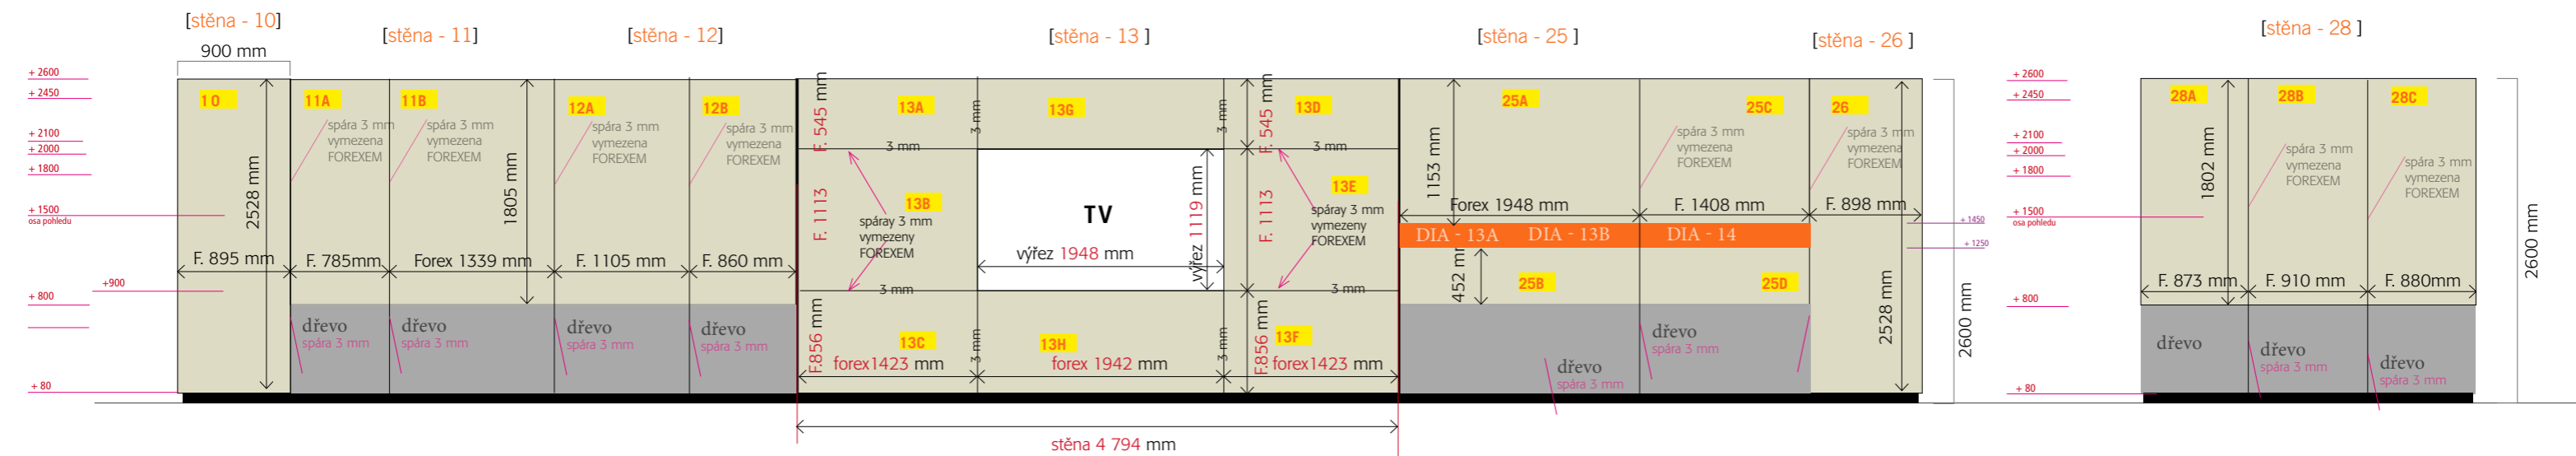 [stěna - 10]
[stěna - 11]
[stěna - 12]
[stěna - 13 ]
[stěna - 25 ]
[stěna - 26 ]
[stěna - 28 ]
900 mm
+ 2600
+ 2450
+ 2100
+ 2000
+ 1800
+ 1500
osa pohledu
+900
+ 800
+ 80
10
2528 mm
F. 895 mm
11A
spára 3 mm
vymezena
FOREXEM
F. 785mm
dřevo
spára 3 mm
11B
spára 3 mm
vymezena
FOREXEM
1805 mm
Forex 1339 mm
dřevo
spára 3 mm
12A
spára 3 mm
vymezena
FOREXEM
F. 1105mm
dřevo
spára 3 mm
12B
spára 3 mm
vymezena
FOREXEM
F. 860 mm
dřevo
spára 3 mm
F. 545 mm
13A
3 mm
3 mm
F. 1113
13B
spáray 3 mm
vymezeny
FOREXEM
3 mm
F.856 mm
13C
forex1423 mm
13G
3 mm
TV
výřez 1119 mm
výřez 1948 mm
3 mm
13H
forex 1942 mm
3 mm
F. 545 mm
13D
3 mm
F. 1113
13E
spáray 3 mm
vymezeny
FOREXEM
3 mm
F.856 mm
13F
forex1423 mm
stěna 4 794 mm
25A
1153 mm
Forex 1948 mm
25C
spára 3 mm
vymezena
FOREXEM
F. 1408 mm
DIA - 13A
DIA - 13B
DIA - 14
452 mm
25B
25D
dřevo
spára 3 mm
dřevo
spára 3 mm
26
spára 3 mm
vymezena
FOREXEM
F. 898 mm
2528 mm
2600 mm
+ 1450
+ 1250
+ 2600
+ 2450
+ 2100
+ 2000
+ 1800
+ 1500
osa pohledu
+ 800
+ 80
28A
1802 mm
F. 873 mm
dřevo
28B
spára 3 mm
vymezena
FOREXEM
F. 910 mm
dřevo
spára 3 mm
28C
spára 3 mm
vymezena
FOREXEM
F. 880mm
dřevo
spára 3 mm
2600 mm